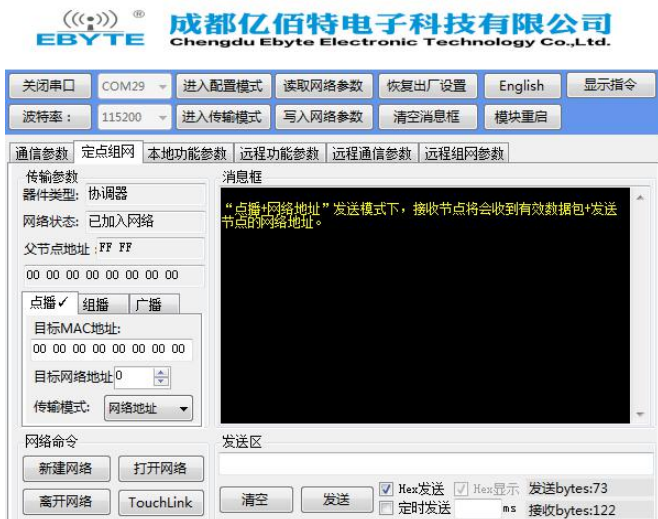 ((•)) ®
EBYTE
成都亿佰特电子科技有限公司
Chengdu Ebyte Electronic Technology Co.,Ltd.
关闭串口 COM29 进入配置模式 读取网络参数 恢复出厂设置 English 显示指令
波特率： 115200 进入传输模式 写入网络参数 清空消息框 模块重启
通信参数 定点组网 本地功能参数 远程功能参数 远程通信参数 远程组网参数
传输参数
器件类型: 协调器
网络状态: 已加入网络
父节点地址:FF FF
00 00 00 00 00 00 00 00
点播✓ 组播 广播
目标MAC地址:
00 00 00 00 00 00 00 00
目标网络地址 0
传输模式: 网络地址
消息框
“点播+网络地址”发送模式下，接收节点将会收到有效数据包+发送
节点的网络地址。
网络命令
新建网络 打开网络
离开网络 TouchLink
发送区
清空 发送
Hex发送 Hex显示 发送bytes:73
定时发送 ms 接收bytes:122